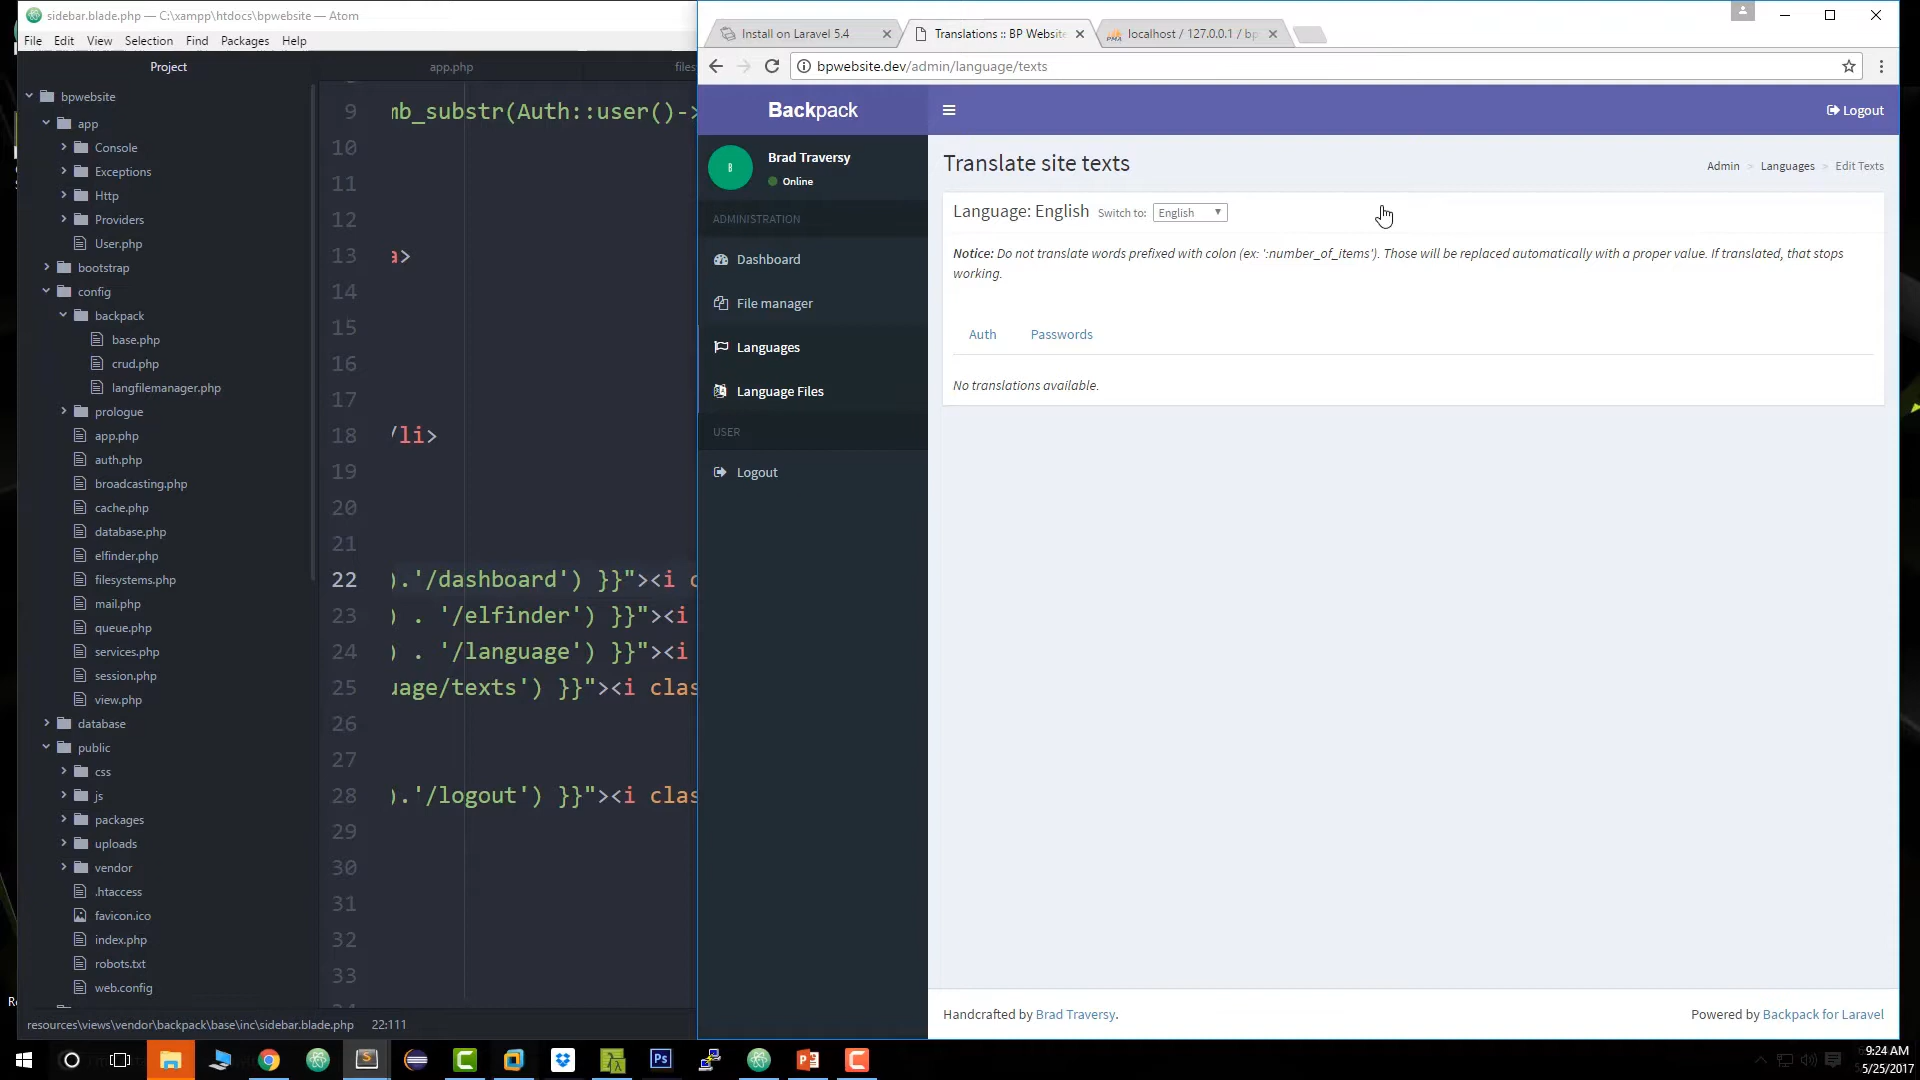 sidebar.blade.php — C:\xampp\htdocs\bpwebsite — Atom
File Edit View Selection Find Packages Help
Project
bpwebsite
app
Console
Exceptions
Http
Providers
User.php
bootstrap
config
backpack
base.php
crud.php
langfilemanager.php
prologue
app.php
auth.php
broadcasting.php
cache.php
database.php
elfinder.php
filesystems.php
mail.php
queue.php
services.php
session.php
view.php
database
public
css
js
packages
uploads
vendor
.htaccess
favicon.ico
index.php
robots.txt
web.config
app.php files
9 mb_substr(Auth::user()->
10
11
12
13 a>
14
15
16
17
18 /li>
19
20
21
22 ).'/dashboard') }}"><i c
23 ) . '/elfinder') }}"><i
24 ) . '/language') }}"><i
25 uage/texts') }}"><i clas
26
27
28 ).'/logout') }}"><i clas
29
30
31
32
33
resources\views\vendor\backpack\base\inc\sidebar.blade.php 22:111
Install on Laravel 5.4 Translations :: BP Website localhost / 127.0.0.1 / bp
bpwebsite.dev/admin/language/texts
Backpack
Logout
B
Brad Traversy
Online
ADMINISTRATION
Dashboard
File manager
Languages
Language Files
USER
Logout
Translate site texts
Admin > Languages > Edit Texts
Language: English Switch to: English
Notice: Do not translate words prefixed with colon (ex: ':number_of_items'). Those will be replaced automatically with a proper value. If translated, that stops
working.
Auth Passwords
No translations available.
Handcrafted by Brad Traversy.
Powered by Backpack for Laravel
9:24 AM
5/25/2017